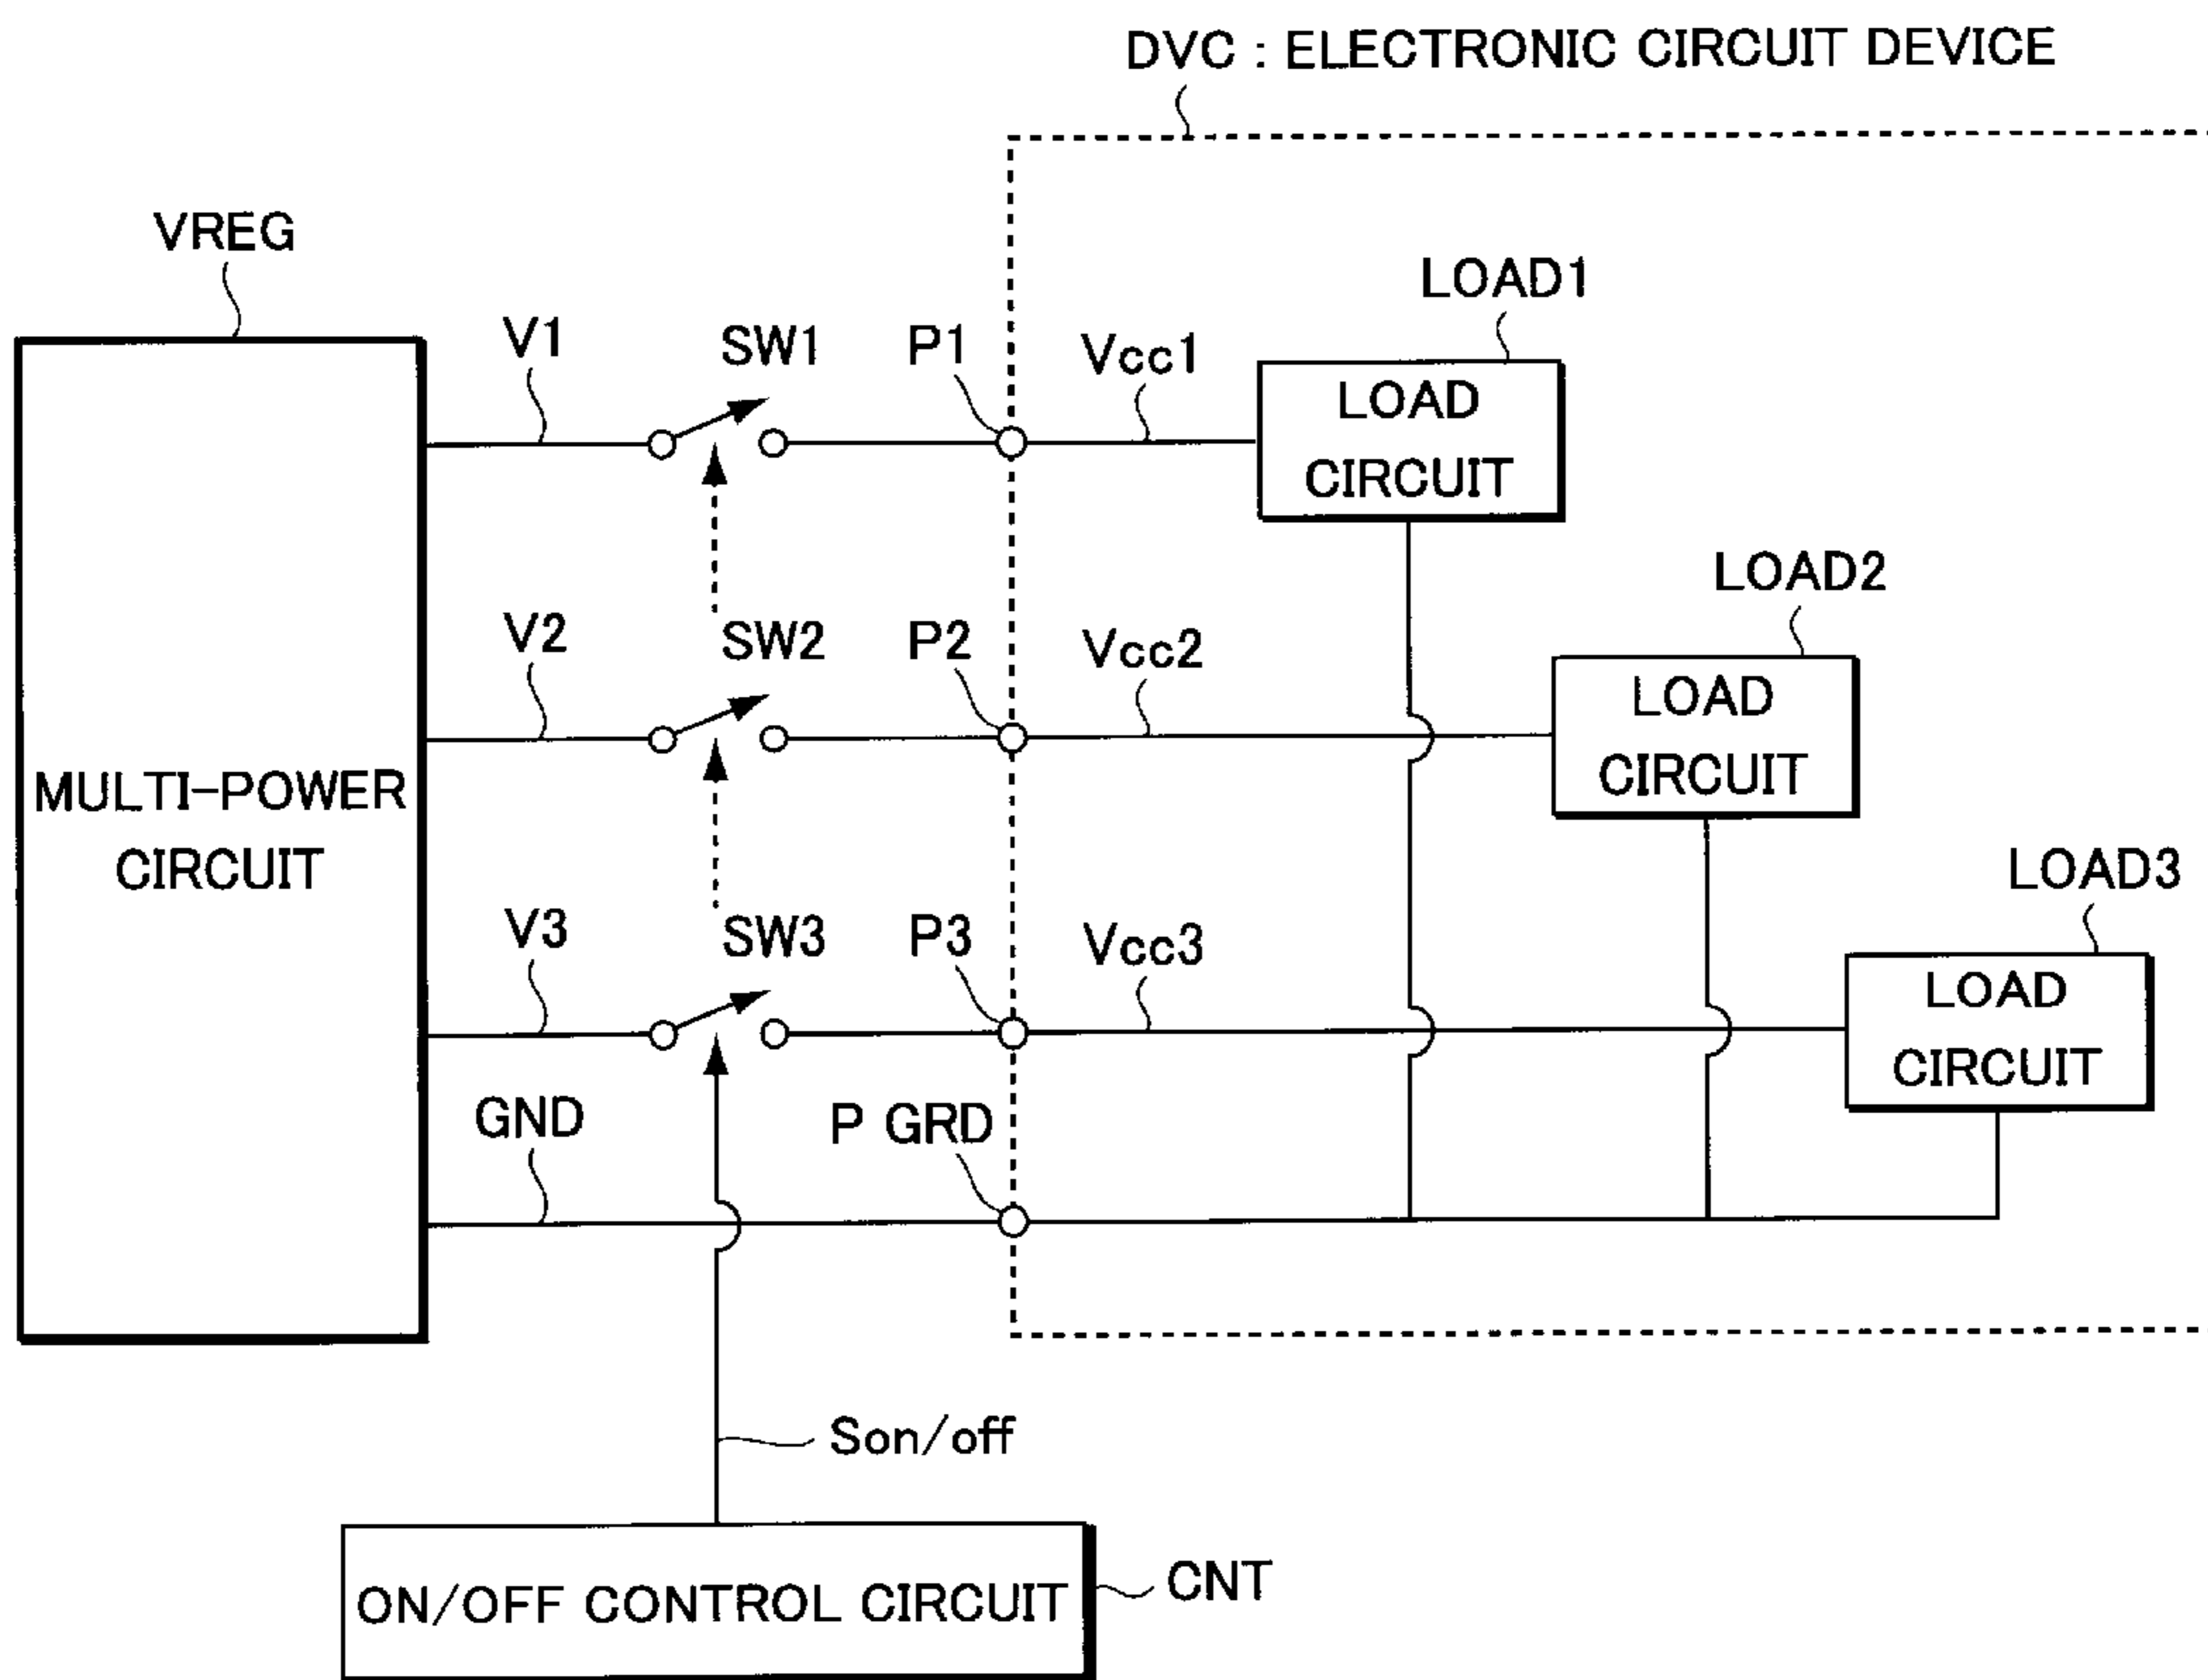 DVC : ELECTRONIC CIRCUIT DEVICE
VREG
LOAD1
V1
SW1
P1
Vcc1
LOAD
CIRCUIT
LOAD2
V2
SW2
P2
Vcc2
LOAD
CIRCUIT
MULTI-POWER
CIRCUIT
LOAD3
V3
SW3
P3
Vcc3
LOAD
CIRCUIT
GND
P GRD
Son/off
ON/OFF CONTROL CIRCUIT
CNT